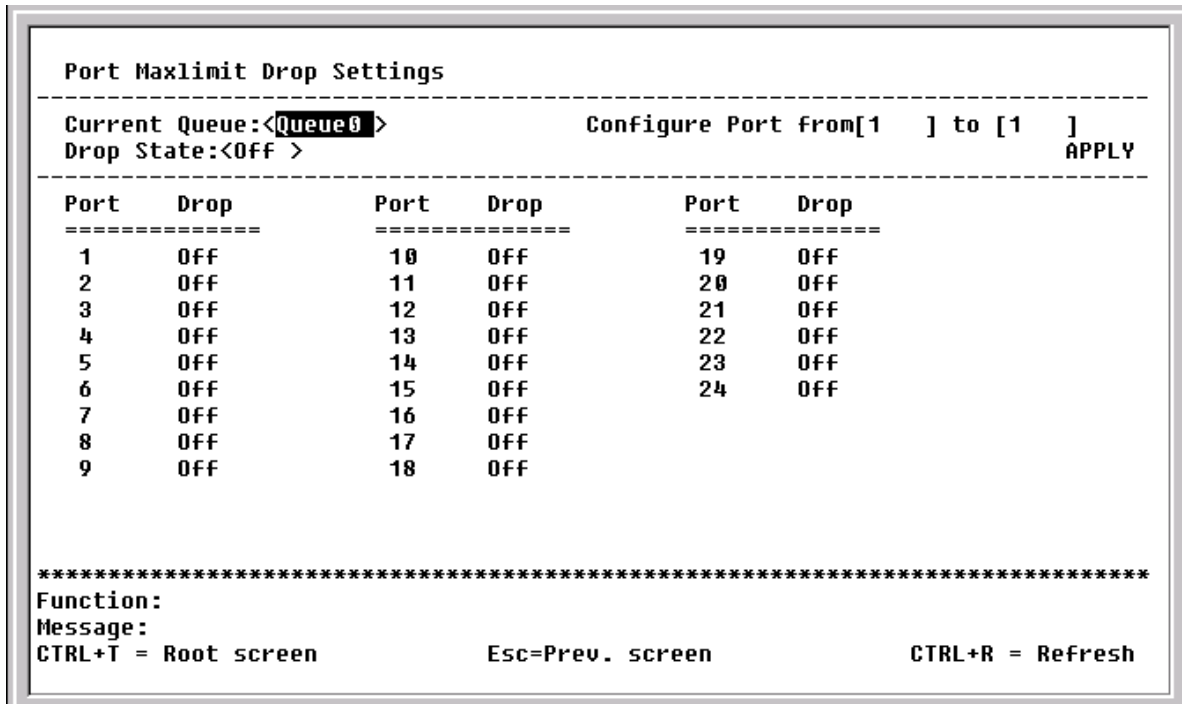 Port Maxlimit Drop Settings
--------------------------------------------------------------------------------
Current Queue:<Queue0 > Configure Port from[1   ] to [1   ]
Drop State:<Off > APPLY
--------------------------------------------------------------------------------
Port Drop Port Drop Port Drop
============== ============== ==============
1 Off 10 Off 19 Off
2 Off 11 Off 20 Off
3 Off 12 Off 21 Off
4 Off 13 Off 22 Off
5 Off 14 Off 23 Off
6 Off 15 Off 24 Off
7 Off 16 Off
8 Off 17 Off
9 Off 18 Off
********************************************************************************
Function:
Message:
CTRL+T = Root screen Esc=Prev. screen CTRL+R = Refresh